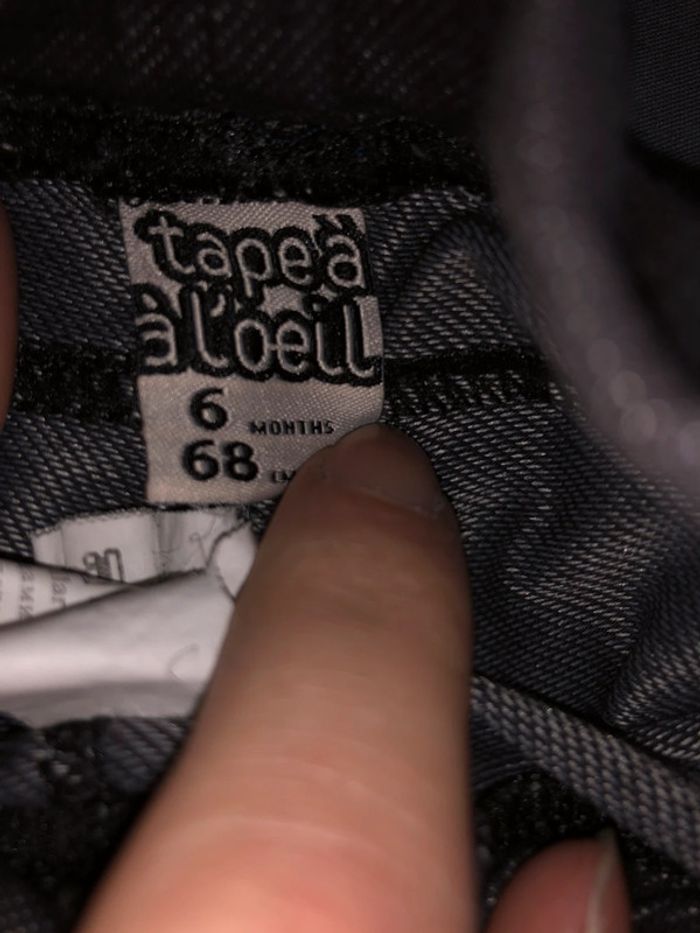 tape à
à l'oeil
6 MONTHS
68